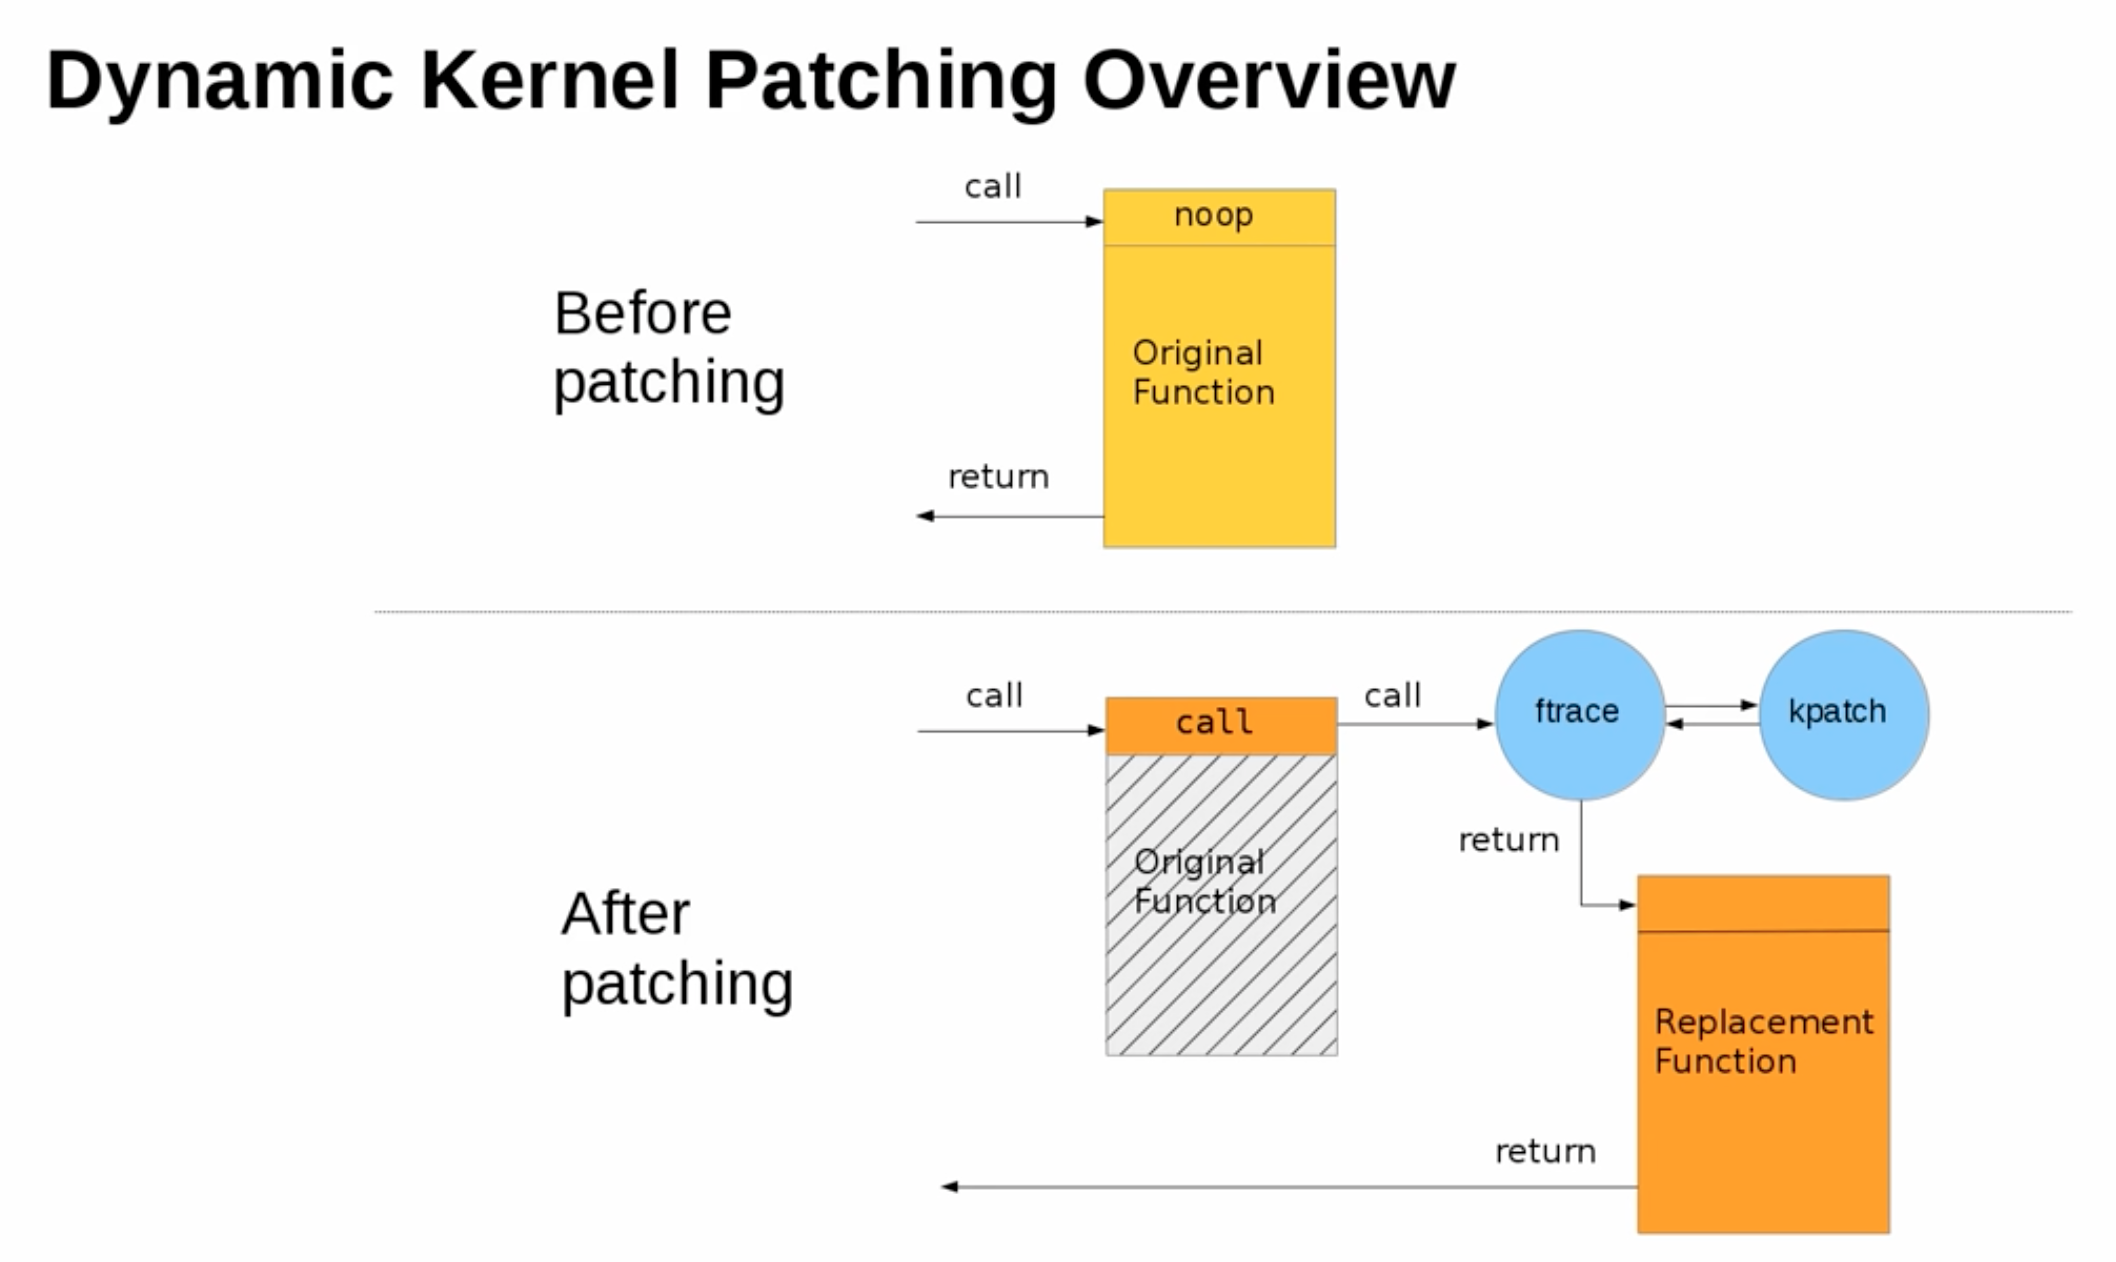 Dynamic Kernel Patching Overview
call
noop
Before
patching
Original
Function
return
call
call
call
ftrace
kpatch
return
After
patching
Original
Function
Replacement
Function
return